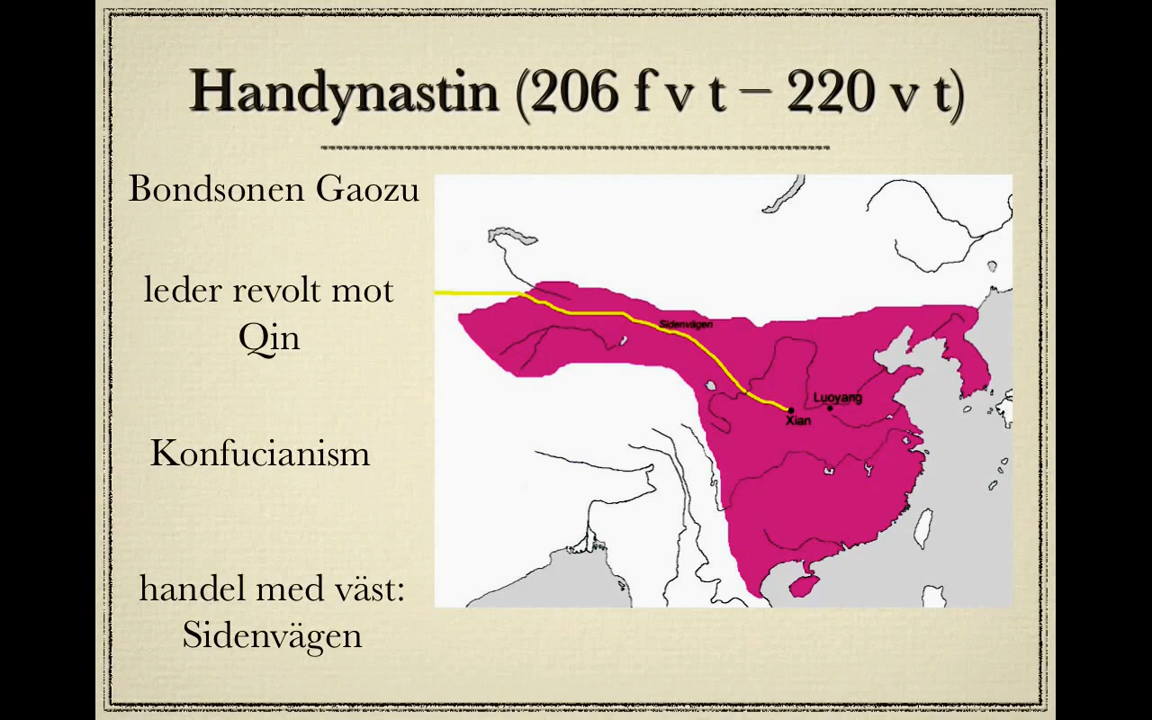 Handynastin (206 f v t – 220 v t)
Bondsonen Gaozu
leder revolt mot
Qin
Konfucianism
handel med väst:
Sidenvägen
Sidenvägen
Luoyang
Xian